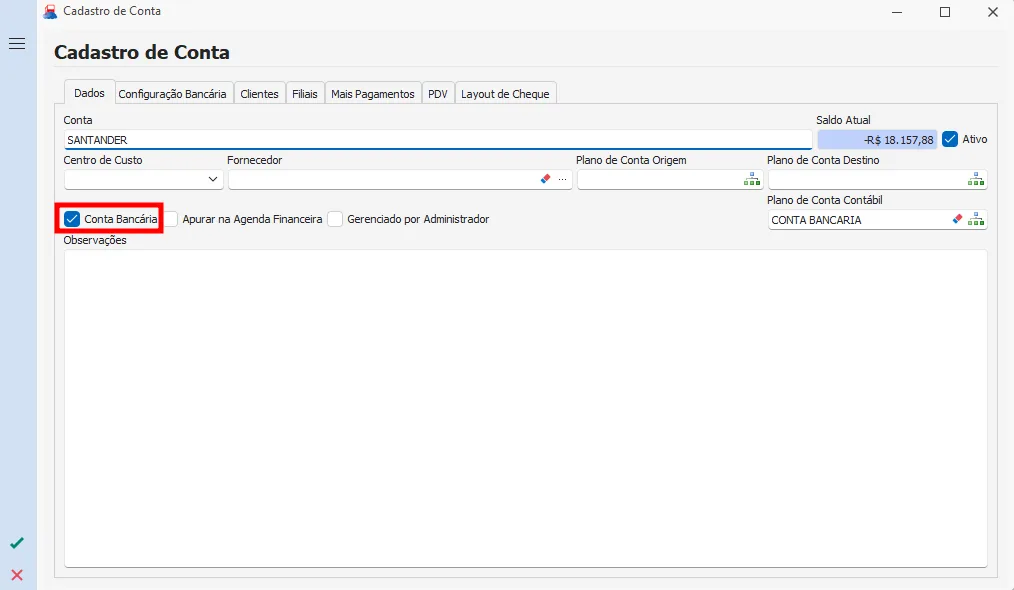 Cadastro de Conta
Cadastro de Conta
Dados Configuração Bancária Clientes Filiais Mais Pagamentos PDV Layout de Cheque
Conta Saldo Atual
SANTANDER -R$ 18.157,88 Ativo
Centro de Custo Fornecedor Plano de Conta Origem Plano de Conta Destino
...
Plano de Conta Contábil
Conta Bancária Apurar na Agenda Financeira Gerenciado por Administrador CONTA BANCARIA
Observações